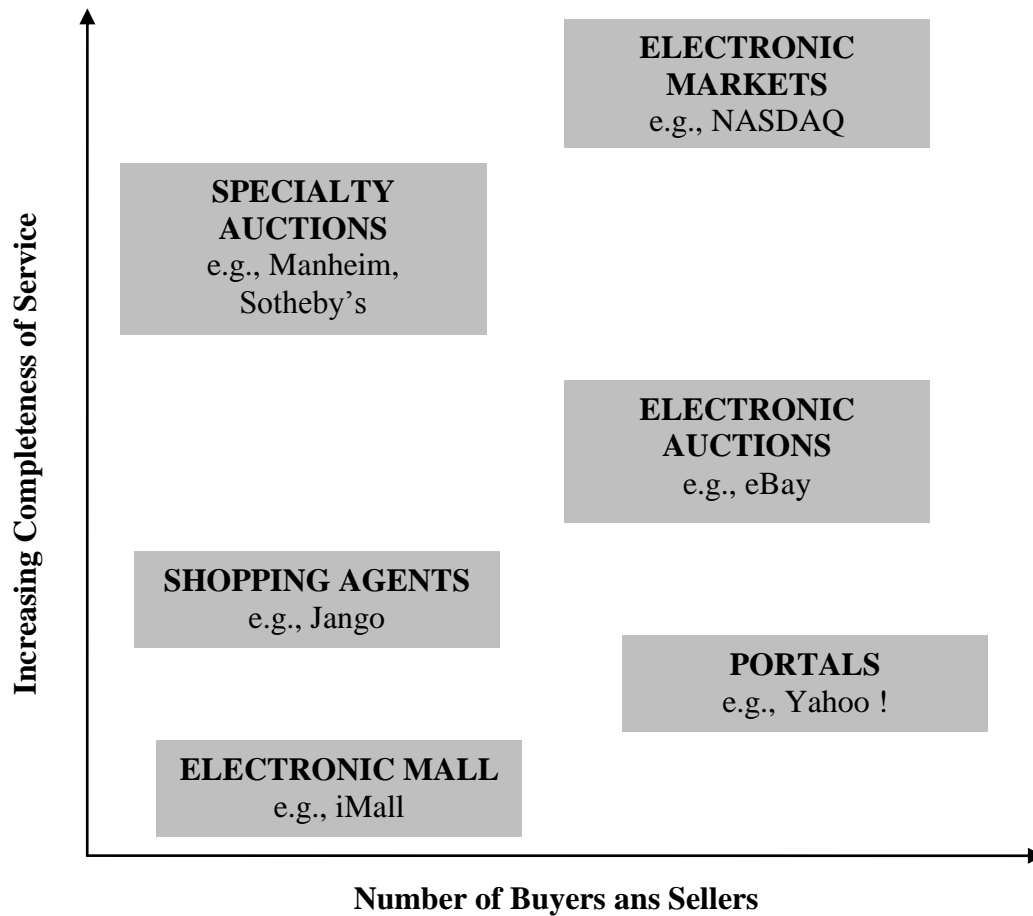 ELECTRONIC
MARKETS
e.g., NASDAQ
SPECIALTY
AUCTIONS
e.g., Manheim,
Sotheby’s
ELECTRONIC
AUCTIONS
e.g., eBay
SHOPPING AGENTS
e.g., Jango
PORTALS
e.g., Yahoo !
ELECTRONIC MALL
e.g., iMall
Increasing Completeness of Service
Number of Buyers ans Sellers